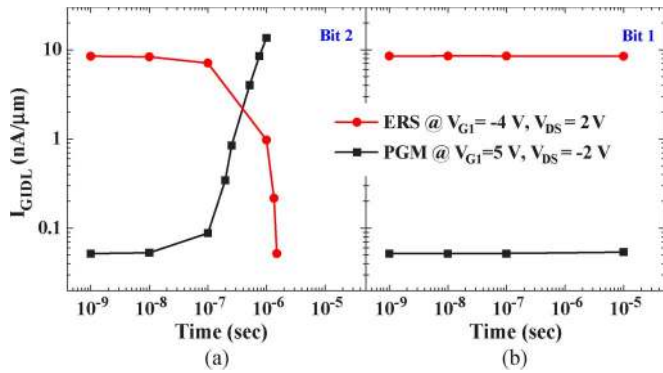 Bit 2
Bit 1
I_GIDL (nA/μm)
10
1
0.1
ERS @ V_G1= -4 V, V_DS= 2 V
PGM @ V_G1=5 V, V_DS= -2 V
10⁻⁹ 10⁻⁸ 10⁻⁷ 10⁻⁶ 10⁻⁵
10⁻⁹ 10⁻⁸ 10⁻⁷ 10⁻⁶ 10⁻⁵
Time (sec)
Time (sec)
(a)
(b)